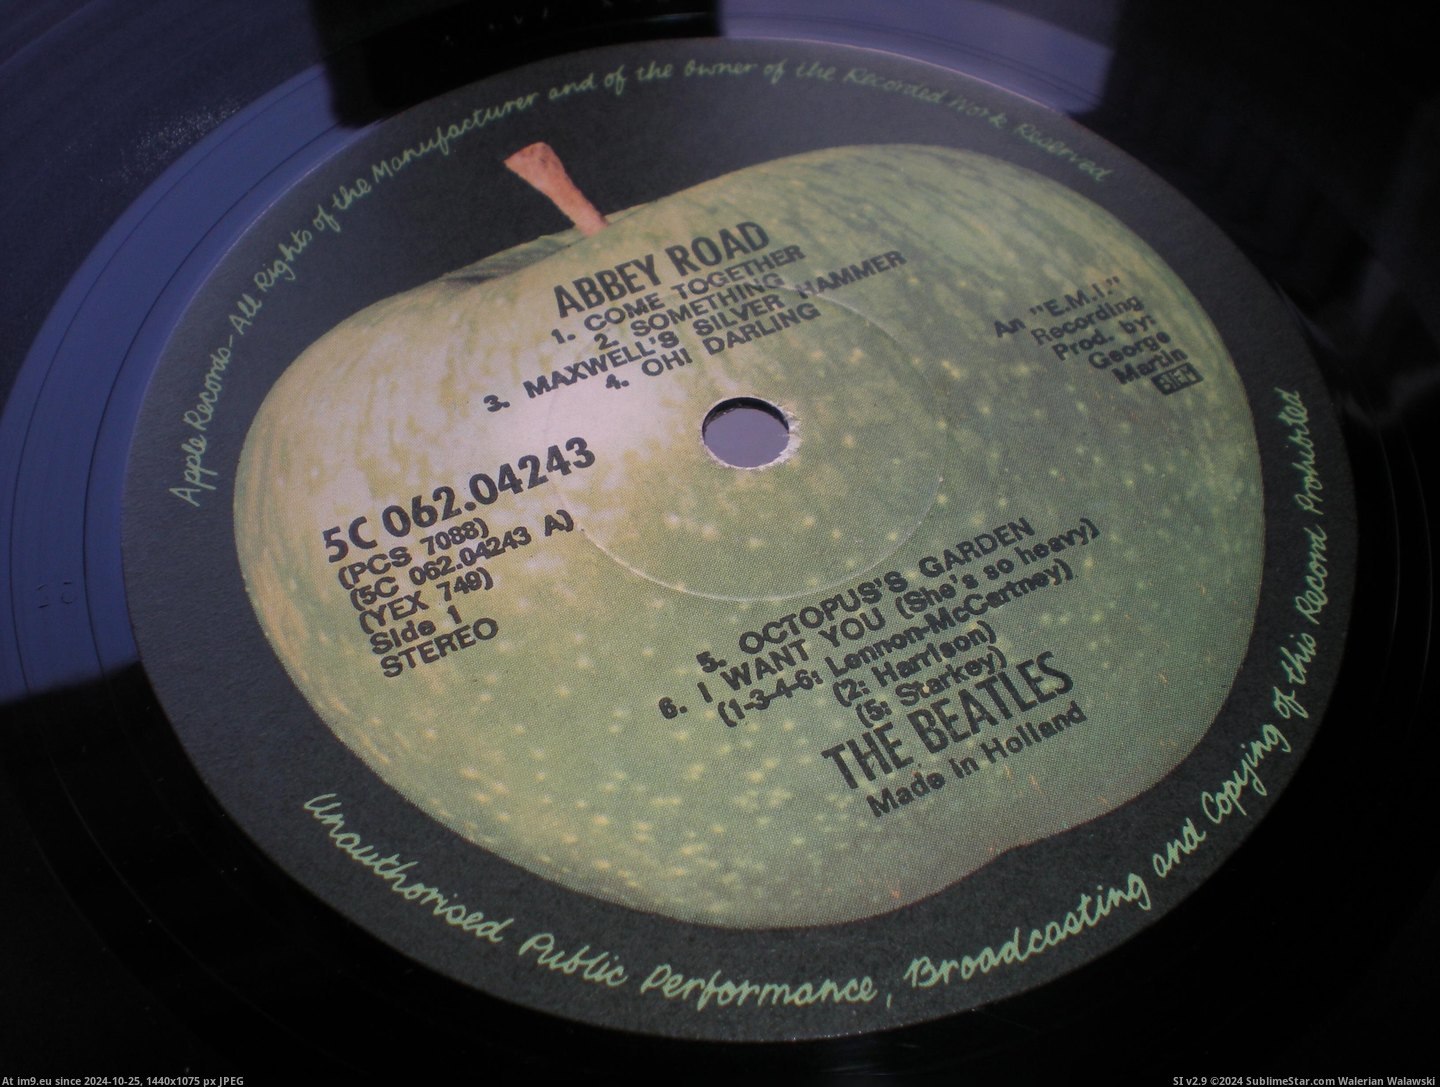 Apple Records - All Rights of the Manufacturer and of the Owner of the Recorded Work Reserved
ABBEY ROAD
1. COME TOGETHER
2. SOMETHING
3. MAXWELL'S SILVER HAMMER
4. OH! DARLING
An "E.M.I."
Recording
Prod. by:
George
Martin
BIEM
5C 062.04243
(PCS 7088)
(5C 062.04243 A)
(YEX 749)
Side 1
STEREO
5. OCTOPUS'S GARDEN
6. I WANT YOU (She's so heavy)
(1-3-4-6: Lennon-McCartney)
(2: Harrison)
(5: Starkey)
THE BEATLES
Made in Holland
Unauthorised Public Performance, Broadcasting and Copying of this Record Prohibited
At im9.eu since 2024-10-25, 1440x1075 px JPEG
SI v2.9 ©2024 SublimeStar.com Walerian Walawski